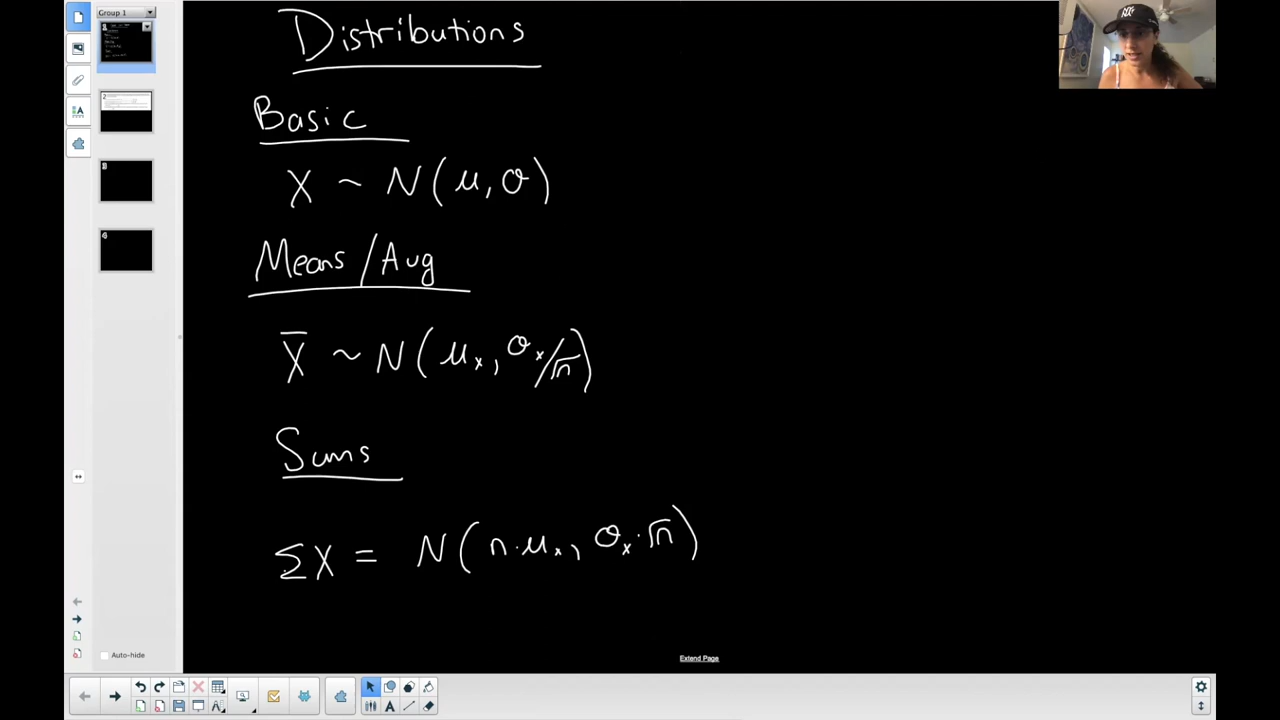 Group 1
Distributions
Basic
X ~ N(μ, σ)
Means/Avg
X̄ ~ N(μₓ, σₓ/√n)
Sums
ΣX = N(n·μₓ, σₓ·√n)
Extend Page
Auto-hide